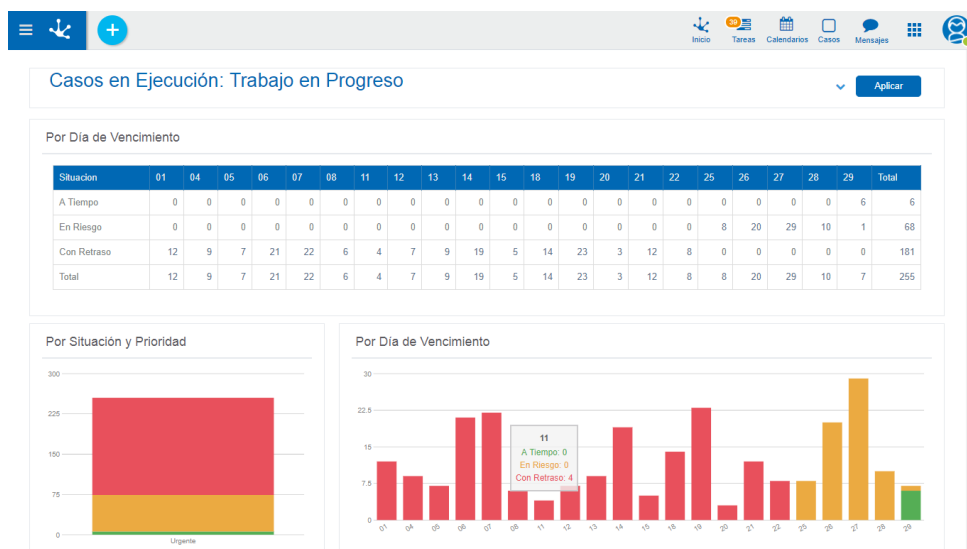 39
Inicio Tareas Calendarios Casos Mensajes
Casos en Ejecución: Trabajo en Progreso
Aplicar
Por Día de Vencimiento
Situacion 01 04 05 06 07 08 11 12 13 14 15 18 19 20 21 22 25 26 27 28 29 Total
A Tiempo 0 0 0 0 0 0 0 0 0 0 0 0 0 0 0 0 0 0 0 0 6 6
En Riesgo 0 0 0 0 0 0 0 0 0 0 0 0 0 0 0 0 8 20 29 10 1 68
Con Retraso 12 9 7 21 22 6 4 7 9 19 5 14 23 3 12 8 0 0 0 0 0 181
Total 12 9 7 21 22 6 4 7 9 19 5 14 23 3 12 8 8 20 29 10 7 255
Por Situación y Prioridad
300
225
150
75
0
Urgente
Por Día de Vencimiento
30
22.5
15
7.5
0
11
A Tiempo: 0
En Riesgo: 0
Con Retraso: 4
01 04 05 06 07 08 11 12 13 14 15 18 19 20 21 22 25 26 27 28 29